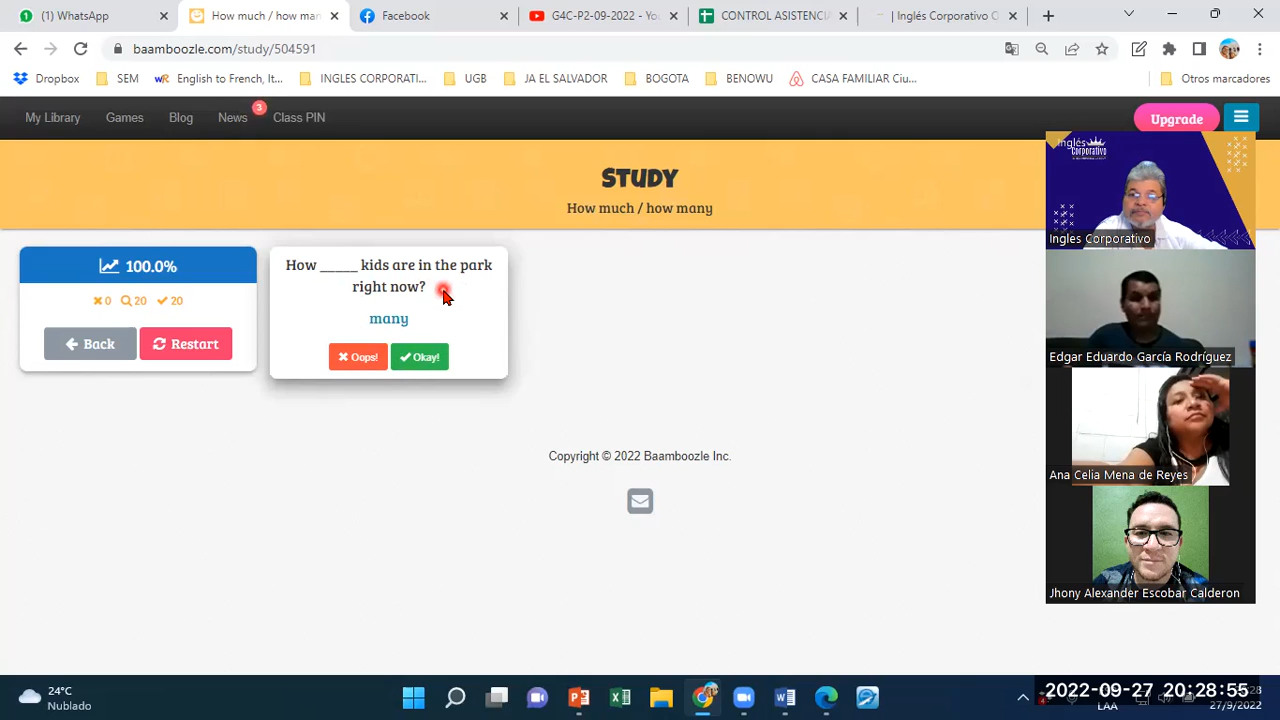 (1) WhatsApp
How much / how man
Facebook
G4C-P2-09-2022 - You
CONTROL ASISTENCIA
| Inglés Corporativo G
baamboozle.com/study/504591
Dropbox
SEM
English to French, It...
INGLES CORPORATI...
UGB
JA EL SALVADOR
BOGOTA
BENOWU
CASA FAMILIAR Ciu...
Otros marcadores
My Library
Games
Blog
News
3
Class PIN
Upgrade
STUDY
How much / how many
100.0%
0 20 20
Back
Restart
How _____ kids are in the park
right now?
many
Oops!
Okay!
Copyright © 2022 Baamboozle Inc.
Inglés
Corporativo
Ingles Corporativo
Edgar Eduardo García Rodríguez
Ana Celia Mena de Reyes
Jhony Alexander Escobar Calderon
24°C
Nublado
2022-09-27 20:28:55
LAA
27/9/2022